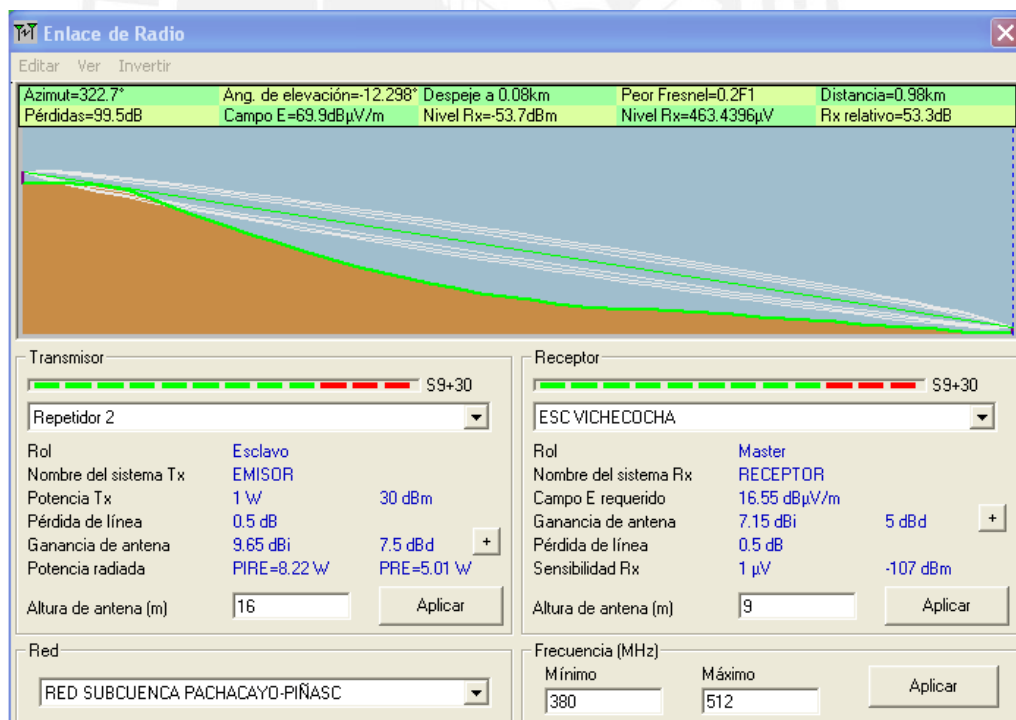 Enlace de Radio
Editar Ver Invertir
Azimut=322.7° Ang. de elevación=-12.298° Despeje a 0.08km Peor Fresnel=0.2F1 Distancia=0.98km
Pérdidas=99.5dB Campo E=69.9dBµV/m Nivel Rx=-53.7dBm Nivel Rx=463.4396µV Rx relativo=53.3dB
Transmisor
S9+30
Repetidor 2
Rol Esclavo
Nombre del sistema Tx EMISOR
Potencia Tx 1 W 30 dBm
Pérdida de línea 0.5 dB
Ganancia de antena 9.65 dBi 7.5 dBd +
Potencia radiada PIRE=8.22 W PRE=5.01 W
Altura de antena (m) 16 Aplicar
Receptor
S9+30
ESC VICHECOCHA
Rol Master
Nombre del sistema Rx RECEPTOR
Campo E requerido 16.55 dBµV/m
Ganancia de antena 7.15 dBi 5 dBd +
Pérdida de línea 0.5 dB
Sensibilidad Rx 1 µV -107 dBm
Altura de antena (m) 9 Aplicar
Red
RED SUBCUENCA PACHACAYO-PIÑASC
Frecuencia (MHz)
Mínimo Máximo
380 512 Aplicar